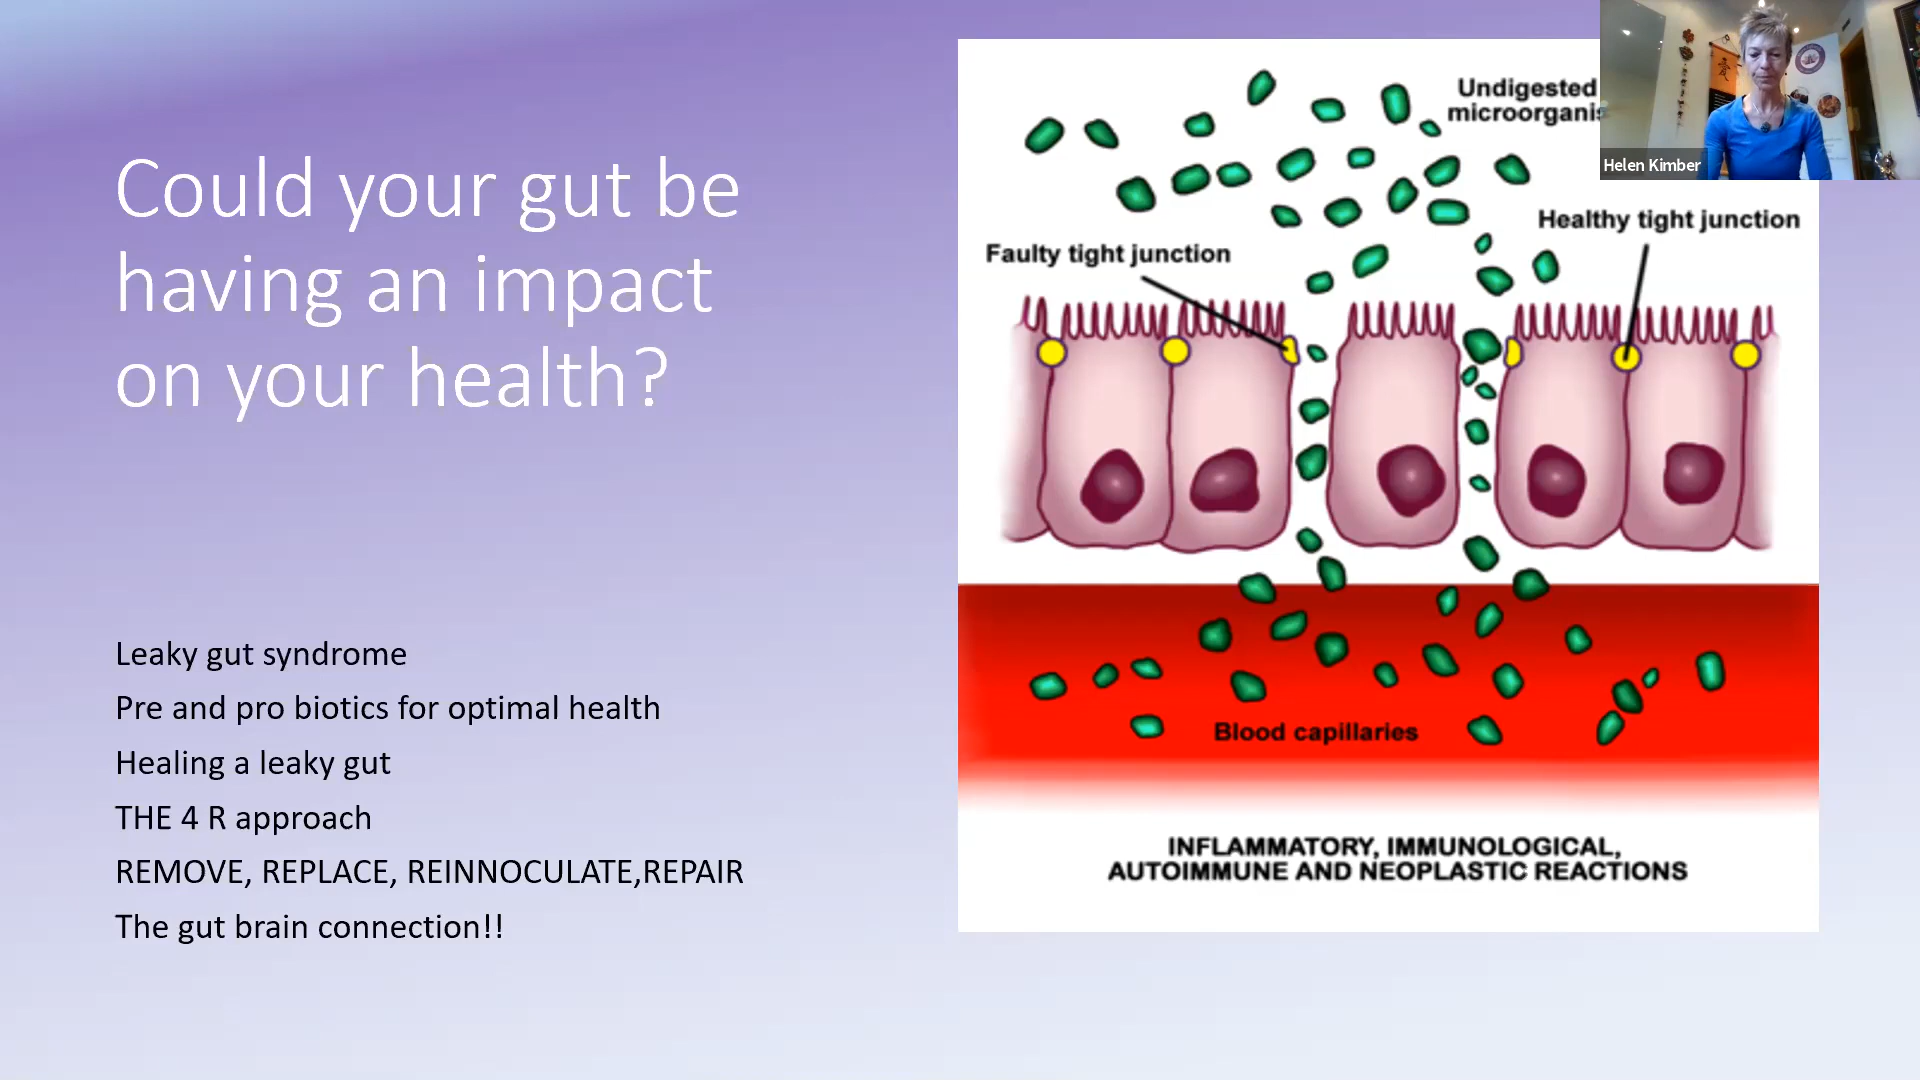 Could your gut be
having an impact
on your health?
Leaky gut syndrome
Pre and pro biotics for optimal health
Healing a leaky gut
THE 4 R approach
REMOVE, REPLACE, REINNOCULATE,REPAIR
The gut brain connection!!
Undigested
Helen Kimber
Healthy tight junction
Faulty tight junction
Blood capillaries
INFLAMMATORY, IMMUNOLOGICAL,
AUTOIMMUNE AND NEOPLASTIC REACTIONS